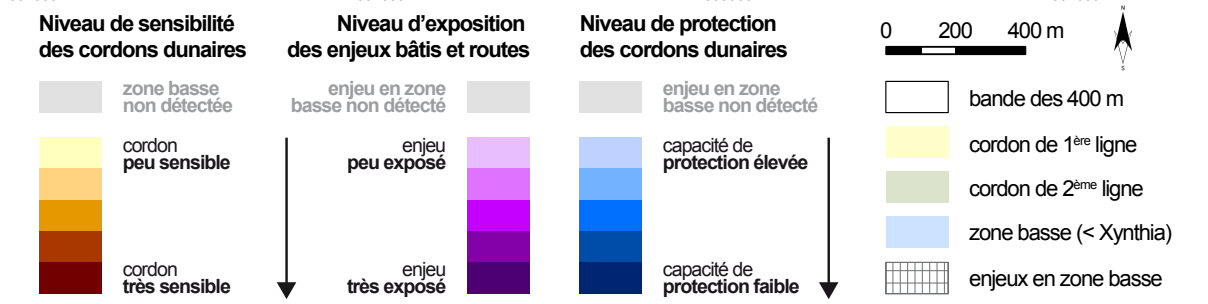 Niveau de sensibilité
des cordons dunaires
zone basse
non détectée
cordon
peu sensible
cordon
très sensible
Niveau d'exposition
des enjeux bâtis et routes
enjeu en zone
basse non détecté
enjeu
peu exposé
enjeu
très exposé
Niveau de protection
des cordons dunaires
enjeu en zone
basse non détecté
capacité de
protection élevée
capacité de
protection faible
0 200 400 m
N
S
bande des 400 m
cordon de 1ère ligne
cordon de 2ème ligne
zone basse (< Xynthia)
enjeux en zone basse